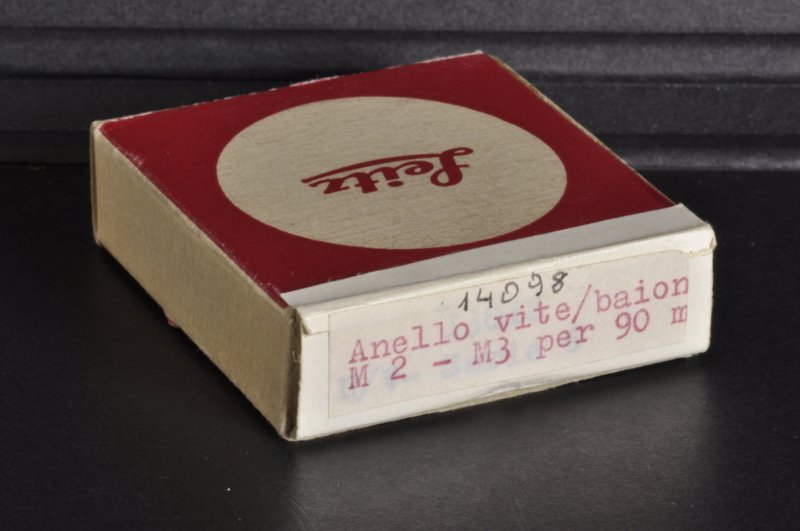 Leitz
14098
Anello vite/baion
M 2 - M3 per 90 m